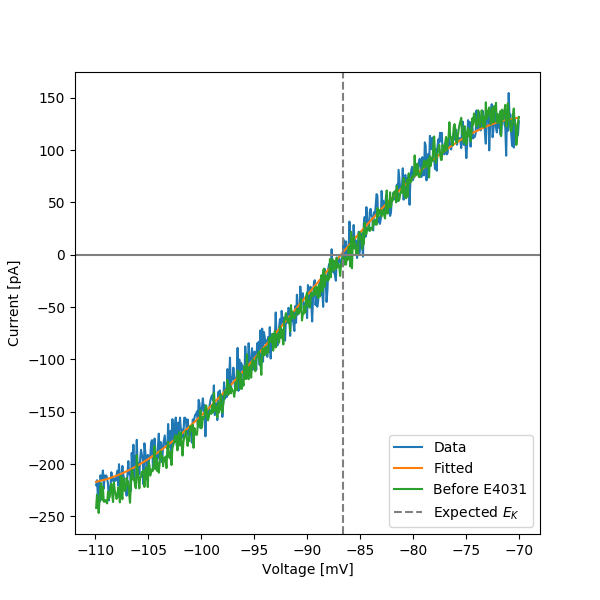 150
100
50
0
−50
−100
−150
−200
−250
Current [pA]
−110 −105 −100 −95 −90 −85 −80 −75 −70
Voltage [mV]
Data
Fitted
Before E4031
Expected E_K